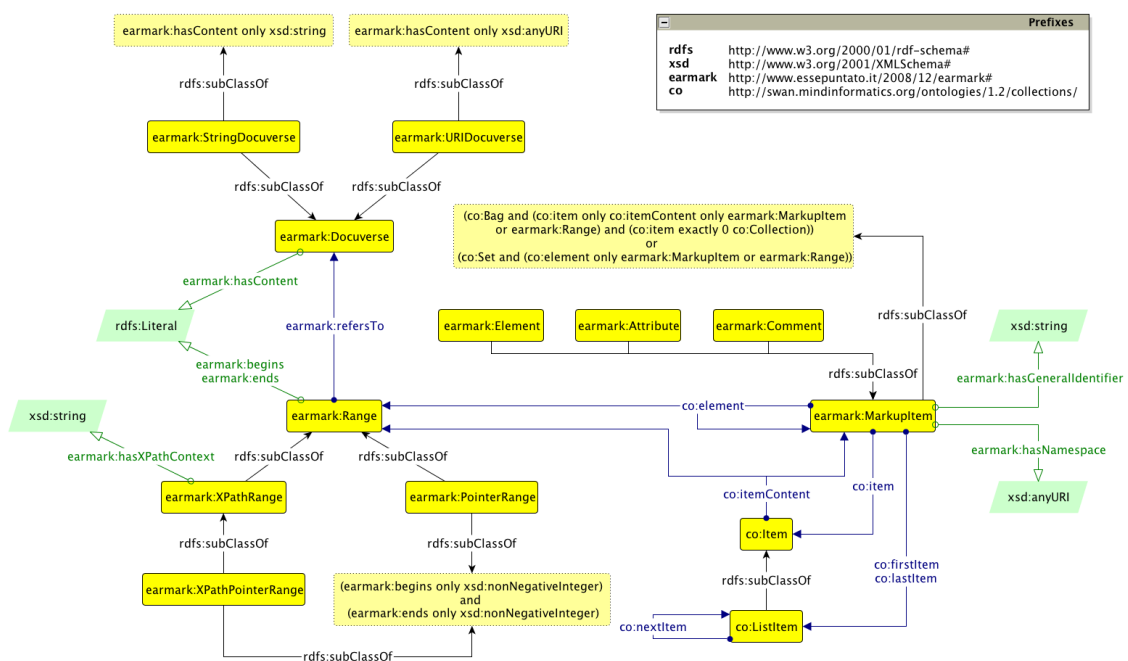 earmark:hasContent only xsd:string
earmark:hasContent only xsd:anyURI
Prefixes
rdfs http://www.w3.org/2000/01/rdf-schema#
xsd http://www.w3.org/2001/XMLSchema#
earmark http://www.essepuntato.it/2008/12/earmark#
co http://swan.mindinformatics.org/ontologies/1.2/collections/
rdfs:subClassOf
rdfs:subClassOf
earmark:StringDocuverse
earmark:URIDocuverse
rdfs:subClassOf
rdfs:subClassOf
earmark:Docuverse
(co:Bag and (co:item only co:itemContent only earmark:MarkupItem
or earmark:Range) and (co:item exactly 0 co:Collection))
or
(co:Set and (co:element only earmark:MarkupItem or earmark:Range))
earmark:hasContent
rdfs:Literal
earmark:refersTo
earmark:Element
earmark:Attribute
earmark:Comment
rdfs:subClassOf
xsd:string
earmark:begins
earmark:ends
rdfs:subClassOf
earmark:hasGeneralIdentifier
xsd:string
earmark:Range
co:element
earmark:MarkupItem
earmark:hasXPathContext
rdfs:subClassOf
rdfs:subClassOf
earmark:hasNamespace
earmark:XPathRange
earmark:PointerRange
co:itemContent
co:item
xsd:anyURI
rdfs:subClassOf
rdfs:subClassOf
co:Item
co:firstItem
co:lastItem
earmark:XPathPointerRange
(earmark:begins only xsd:nonNegativeInteger)
and
(earmark:ends only xsd:nonNegativeInteger)
rdfs:subClassOf
co:nextItem
co:ListItem
rdfs:subClassOf